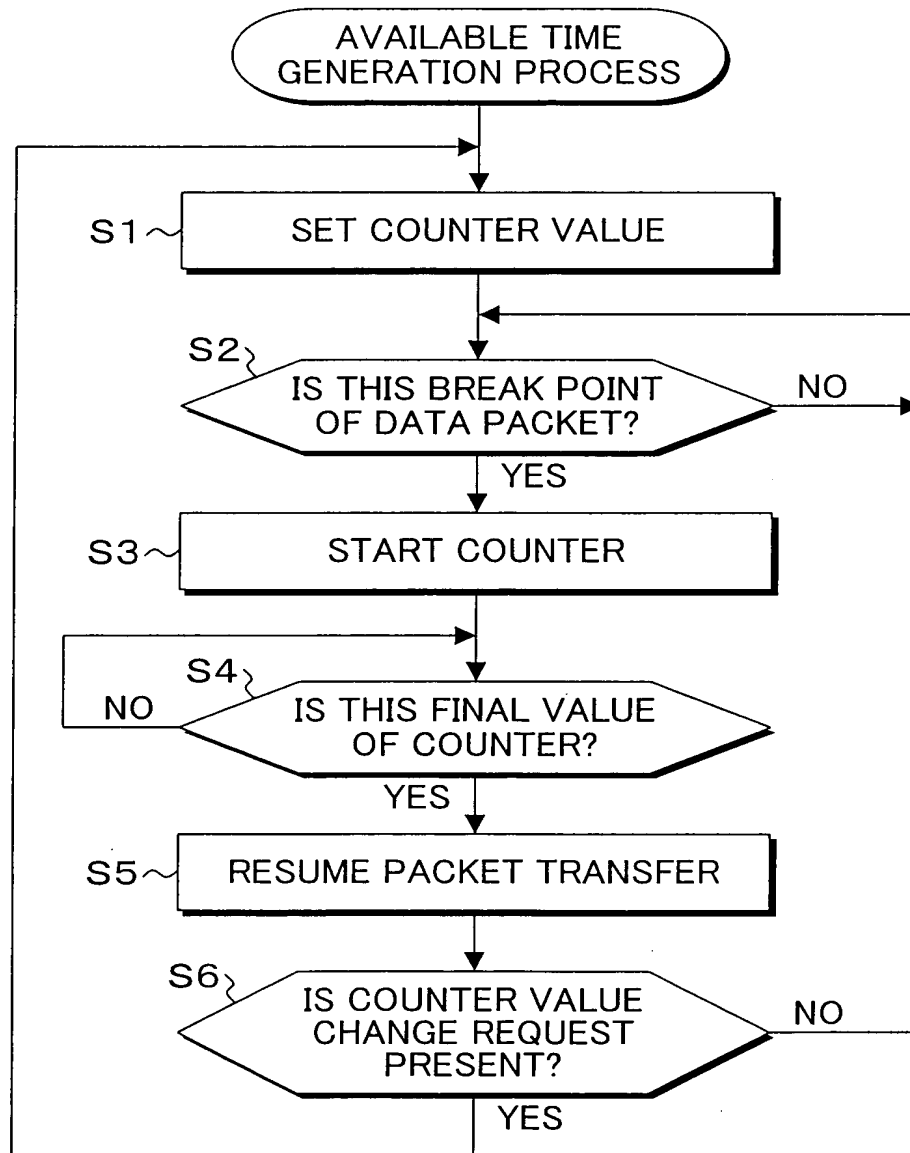 AVAILABLE TIME
GENERATION PROCESS
S1
SET COUNTER VALUE
S2
IS THIS BREAK POINT
OF DATA PACKET?
NO
YES
S3
START COUNTER
S4
NO
IS THIS FINAL VALUE
OF COUNTER?
YES
S5
RESUME PACKET TRANSFER
S6
IS COUNTER VALUE
CHANGE REQUEST
PRESENT?
NO
YES